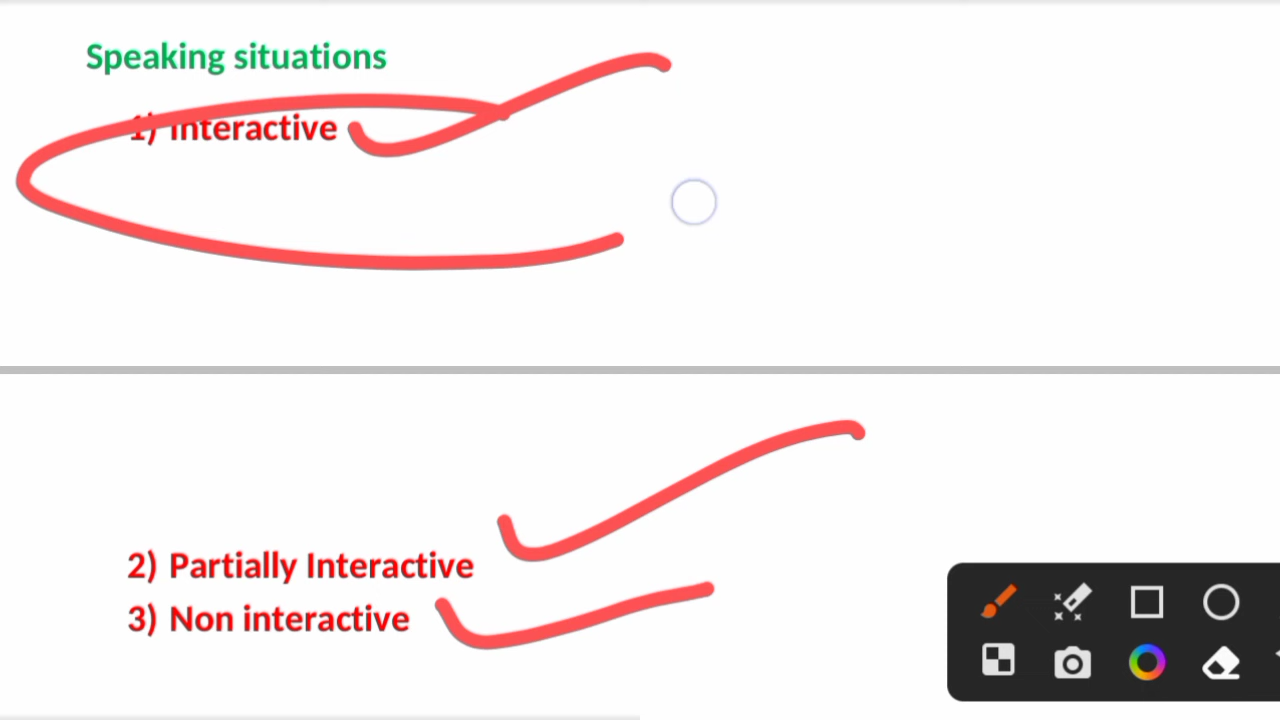 Speaking situations
1) Interactive
2) Partially Interactive
3) Non interactive